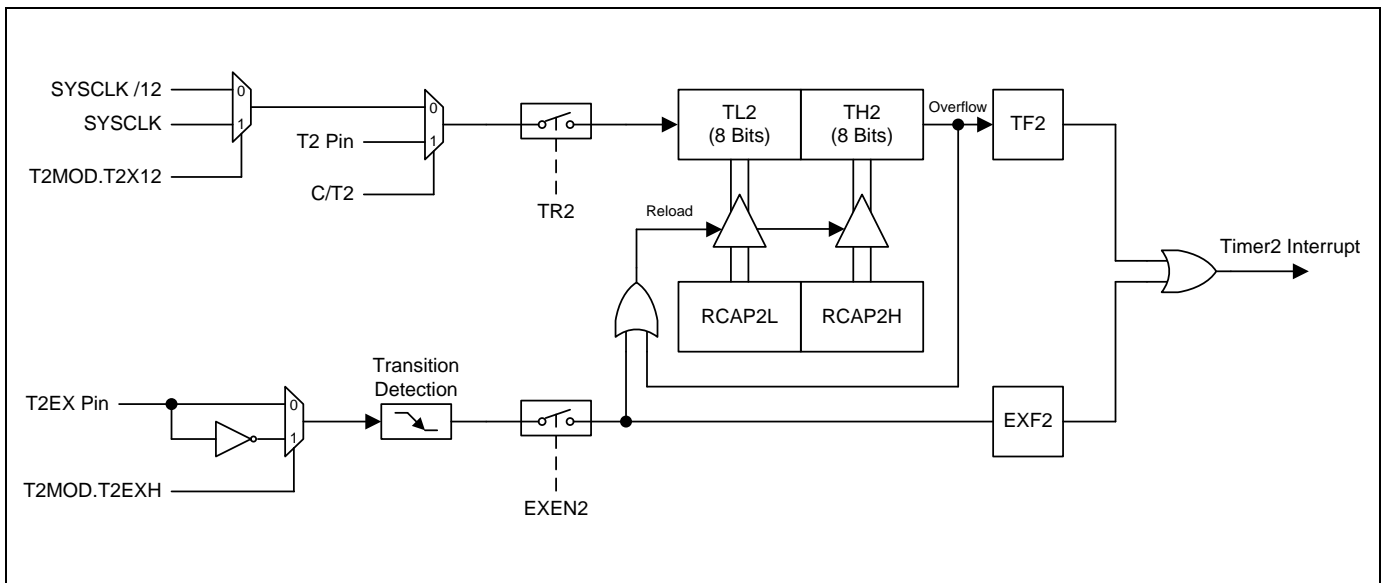 SYSCLK /12
0
SYSCLK
1
T2MOD.T2X12
0
T2 Pin
1
C/T2
TR2
TL2
(8 Bits)
TH2
(8 Bits)
Overflow
TF2
Reload
RCAP2L
RCAP2H
Timer2 Interrupt
T2EX Pin
0
1
T2MOD.T2EXH
Transition
Detection
EXEN2
EXF2